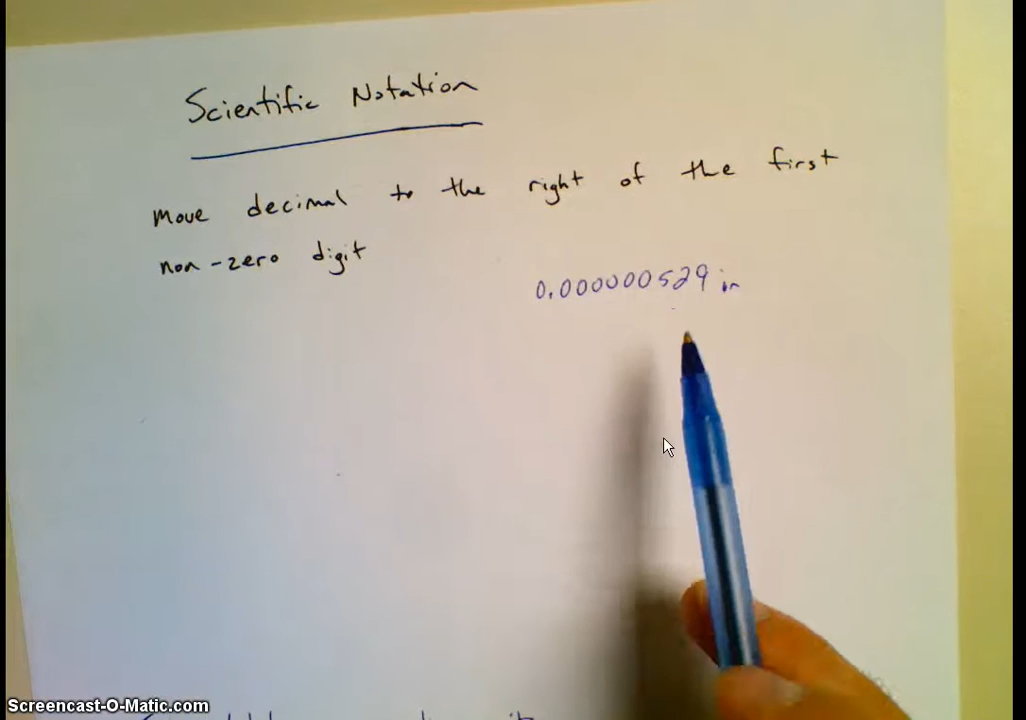 Scientific Notation
Move decimal to the right of the first
non-zero digit
0.000000529 in
Screencast-O-Matic.com